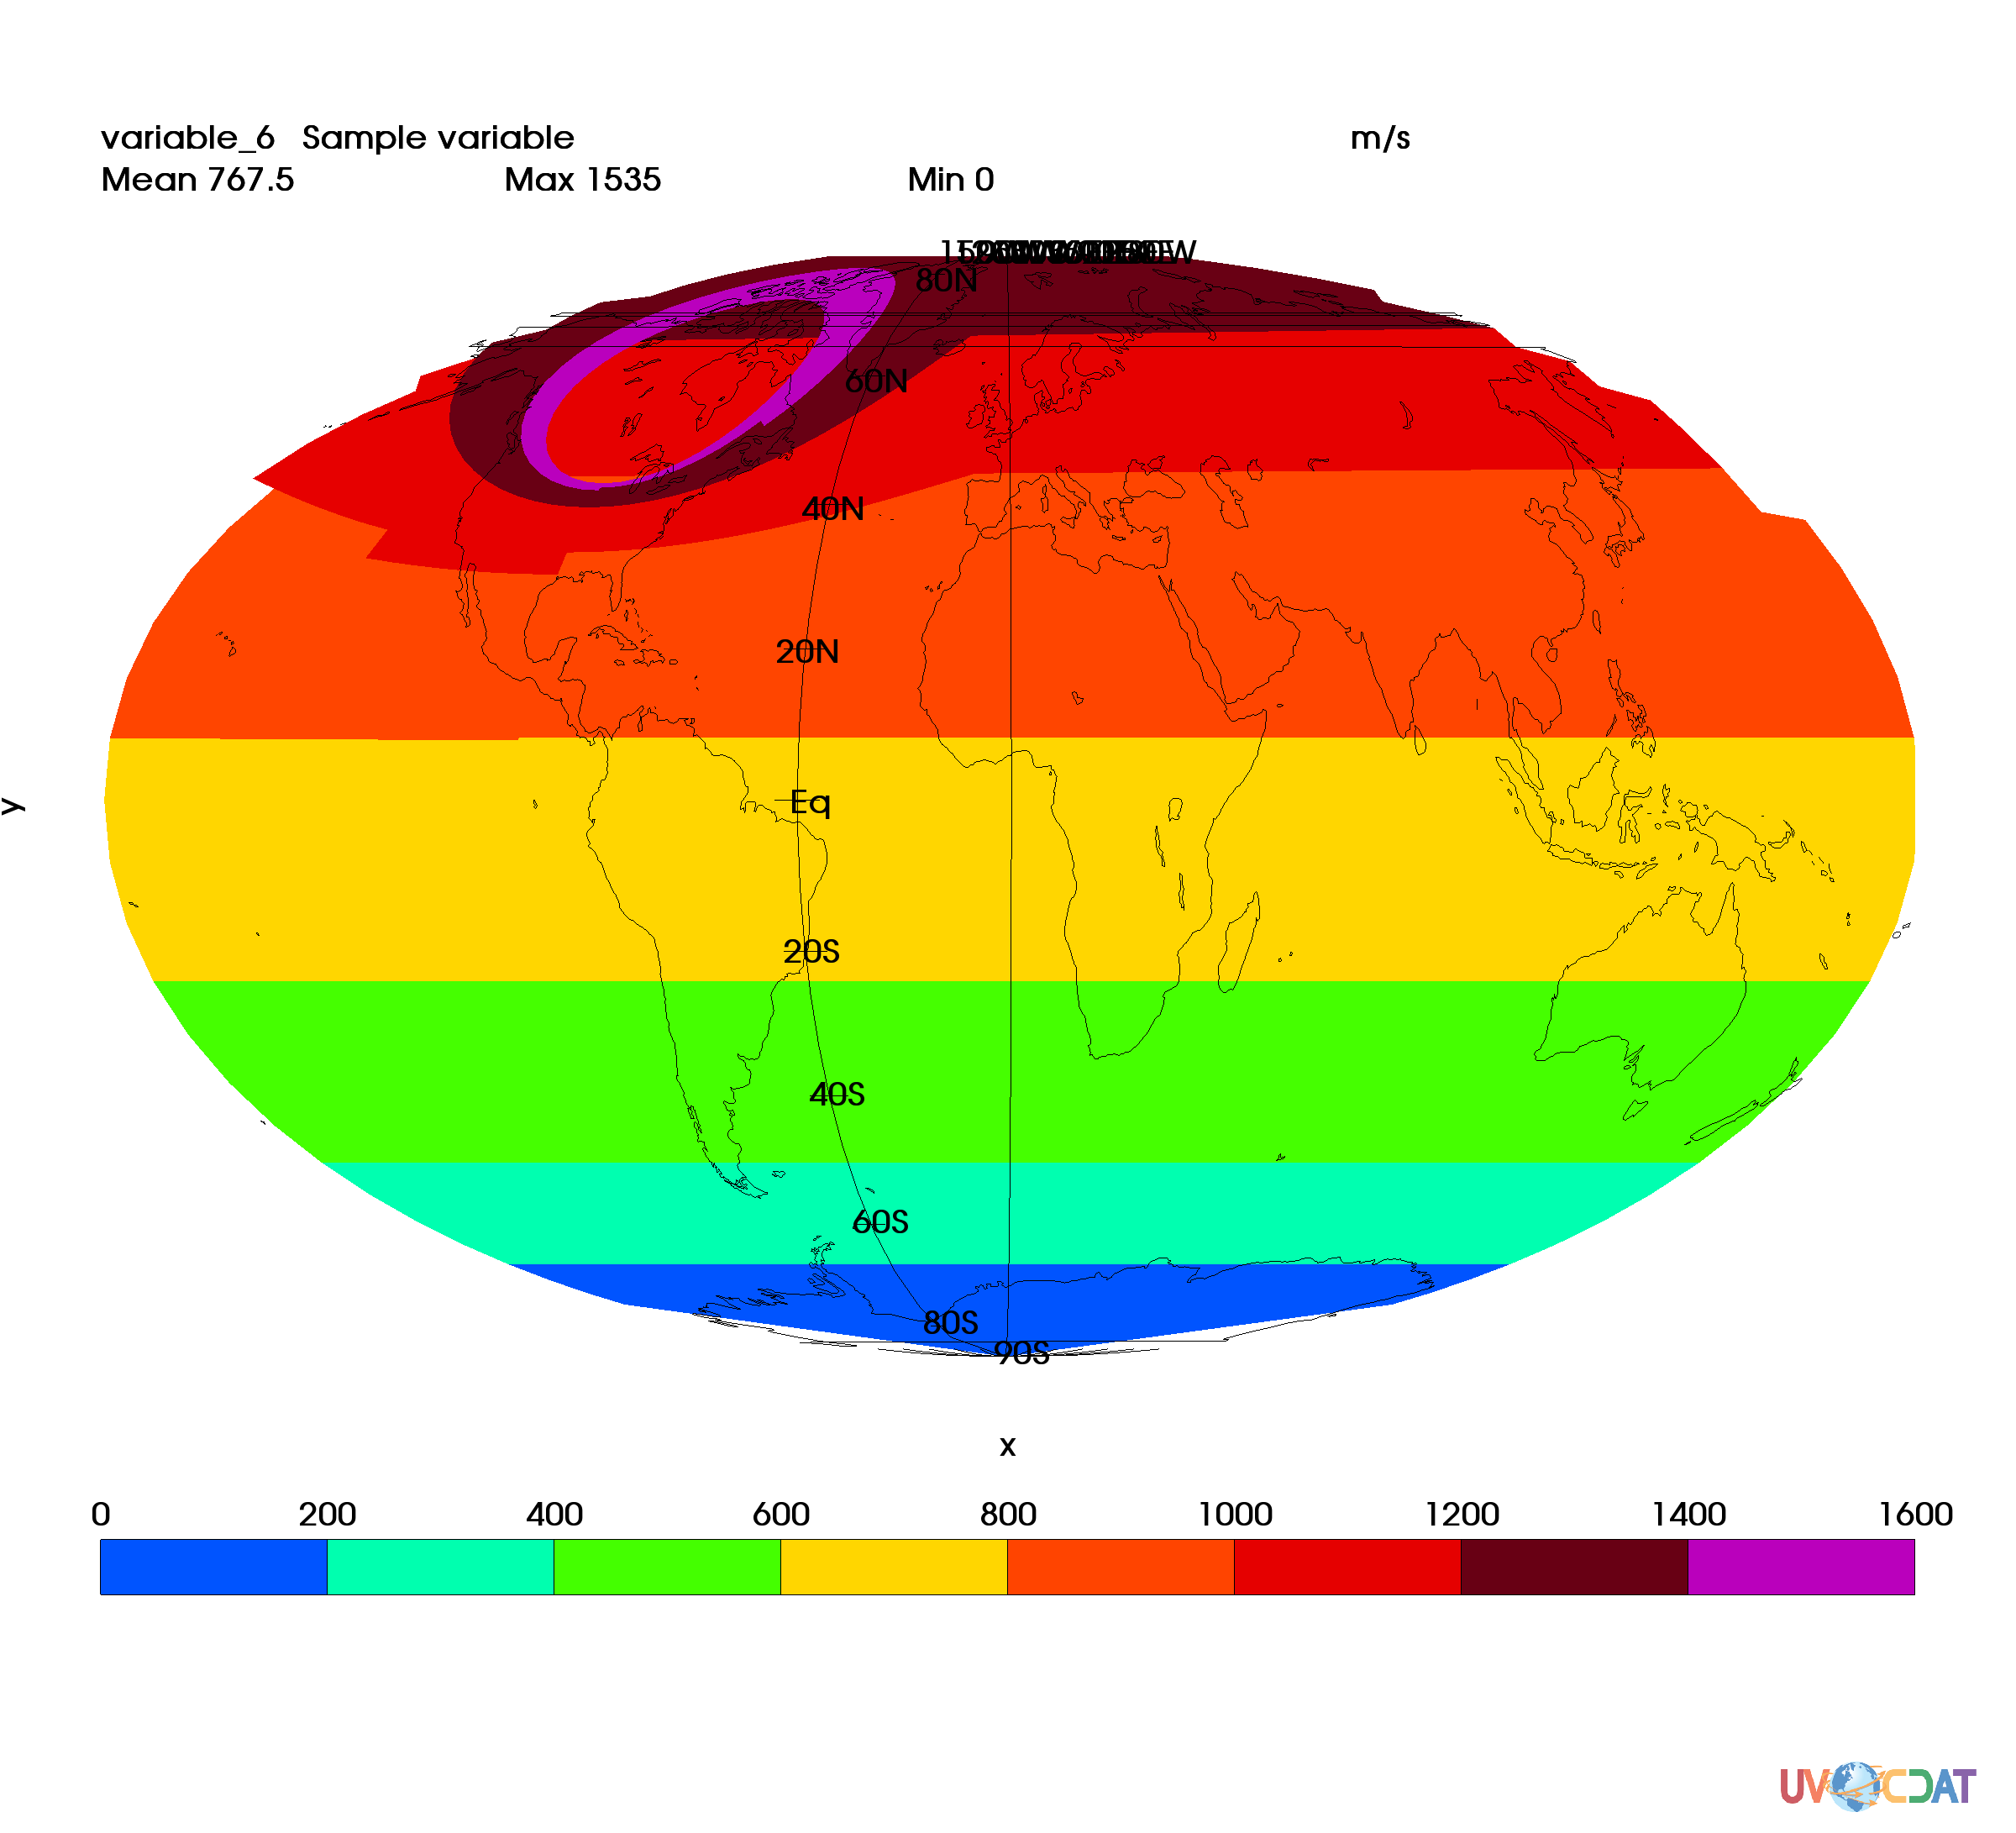 variable_6 Sample variable m/s
Mean 767.5 Max 1535 Min 0
80N
60N
40N
20N
Eq
20S
40S
60S
80S
90S
y
x
0 200 400 600 800 1000 1200 1400 1600
UV CDAT